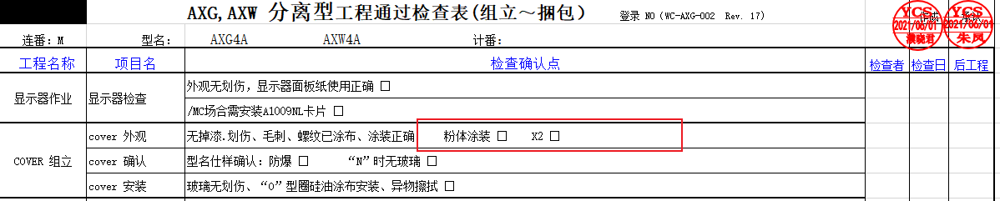 AXG,AXW 分离型工程通过检查表(组立～捆包) 登录 NO (WC-AXG-002 Rev. 17)
YCS 2021/06/01 濮晓君
YCS 2021/06/01 朱凤
连番: M 型名: AXG4A AXW4A 计番:
工程名称 项目名 检查确认点 检查者 检查日 后工程
显示器作业 显示器检查 外观无划伤，显示器面板纸使用正确 □
/MC场合需安装A1009NL卡片 □
COVER 组立 cover 外观 无掉漆.划伤、毛刺、螺纹已涂布、涂装正确 粉体涂装 □ X2 □
cover 确认 型名仕样确认：防爆 □ “N”时无玻璃 □
cover 安装 玻璃无划伤、“O”型圈硅油涂布安装、异物擦拭 □